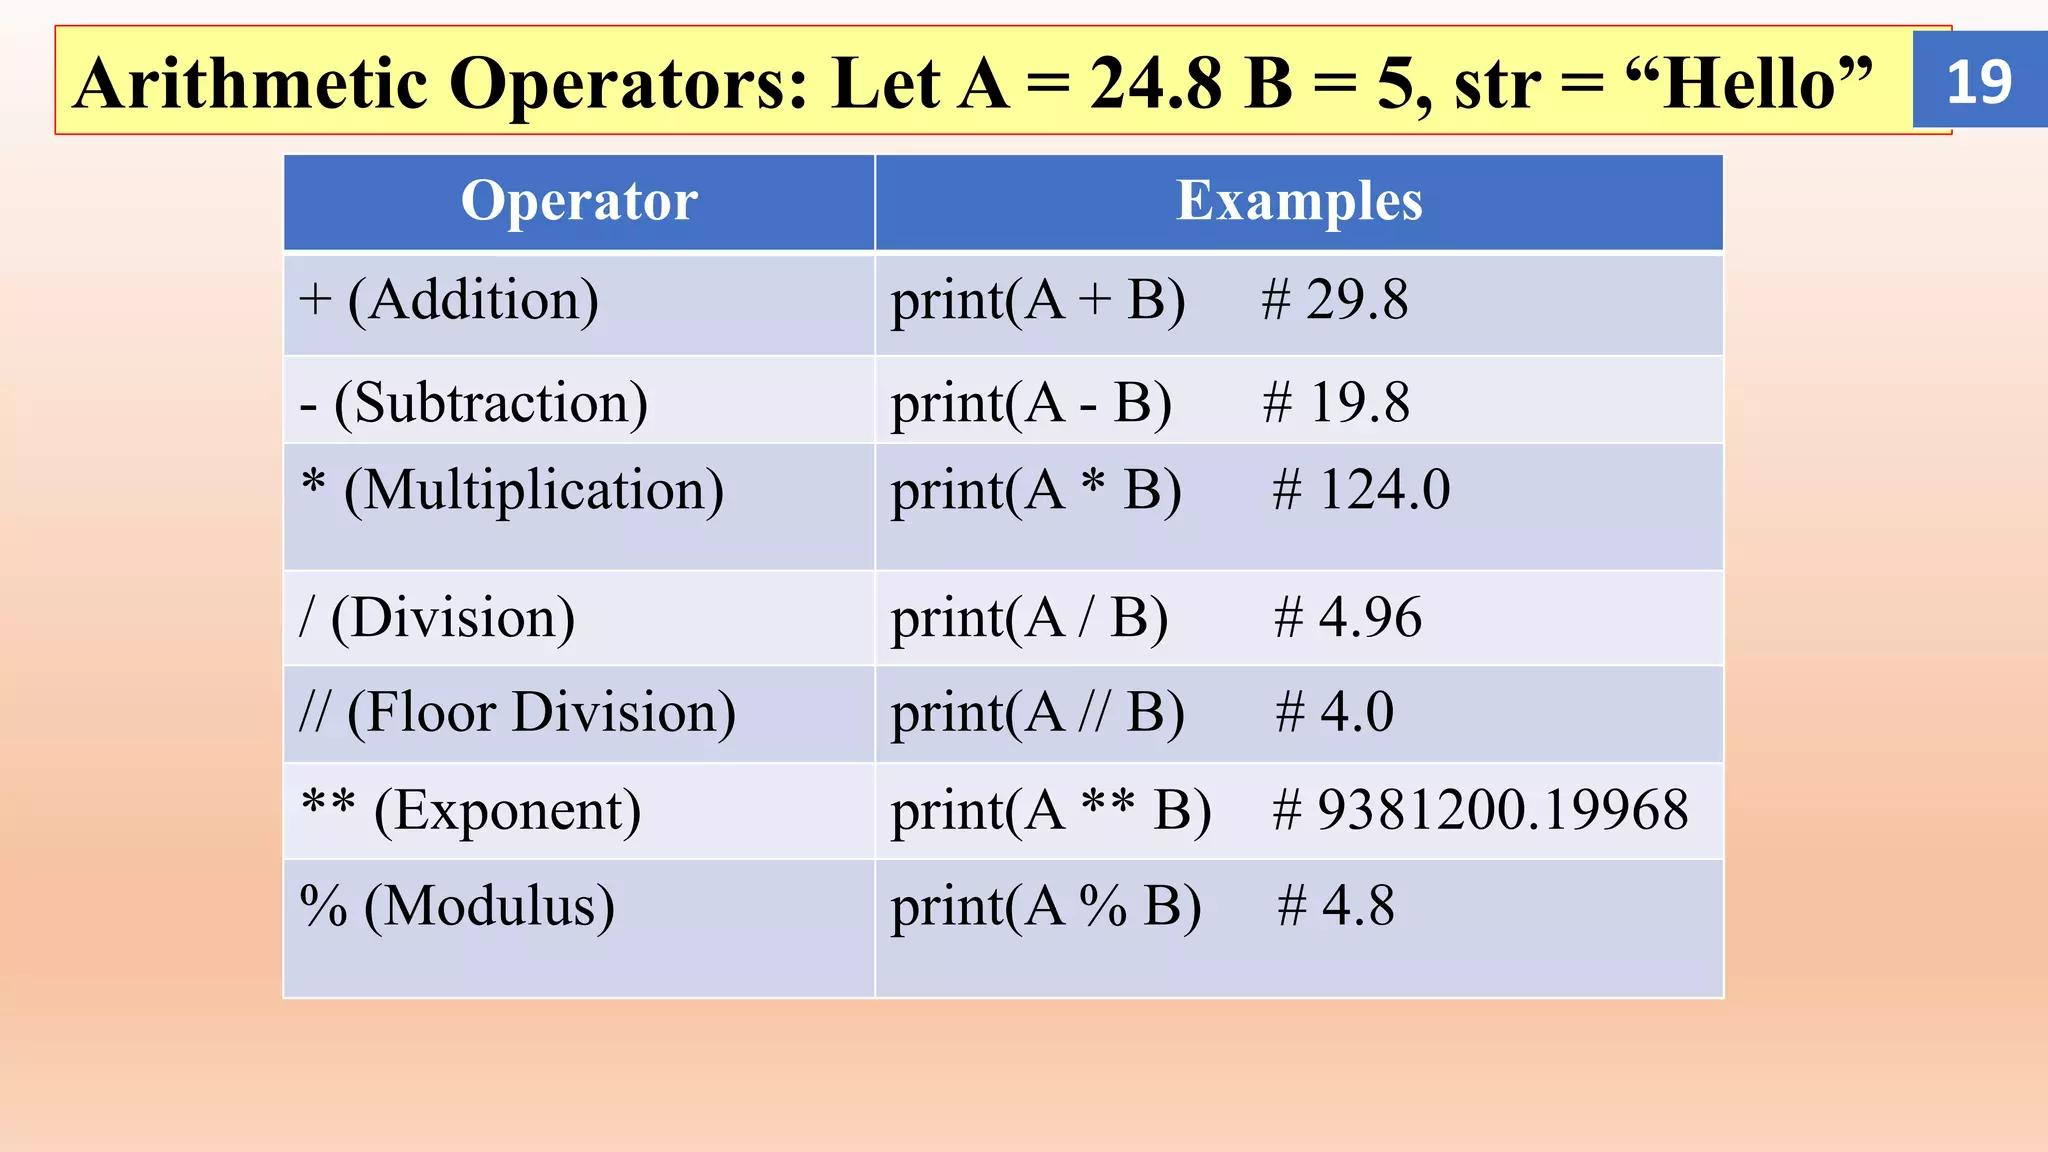 Arithmetic Operators: Let A = 24.8 B = 5, str = “Hello”
19
Operator Examples
+ (Addition) print(A + B) # 29.8
- (Subtraction) print(A - B) # 19.8
* (Multiplication) print(A * B) # 124.0
/ (Division) print(A / B) # 4.96
// (Floor Division) print(A // B) # 4.0
** (Exponent) print(A ** B) # 9381200.19968
% (Modulus) print(A % B) # 4.8